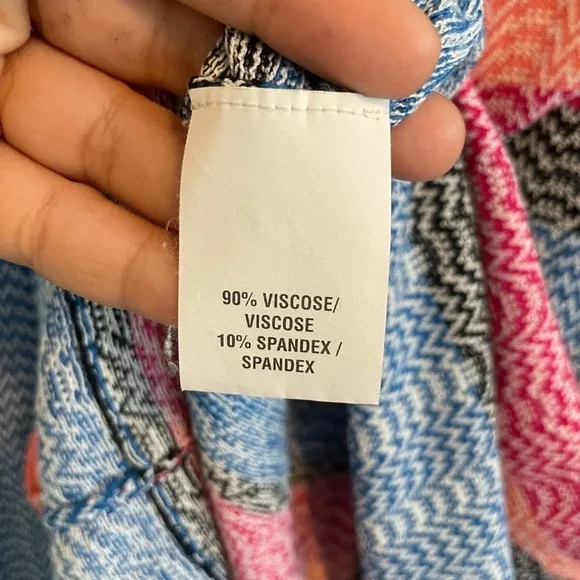 90% VISCOSE/
VISCOSE
10% SPANDEX /
SPANDEX